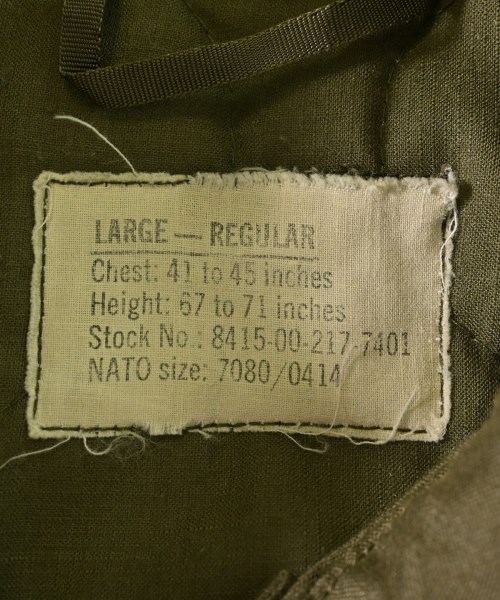 LARGE — REGULAR
Chest: 41 to 45 inches
Height: 67 to 71 inches
Stock No.: 8415-00-217-7401
NATO size: 7080/0414